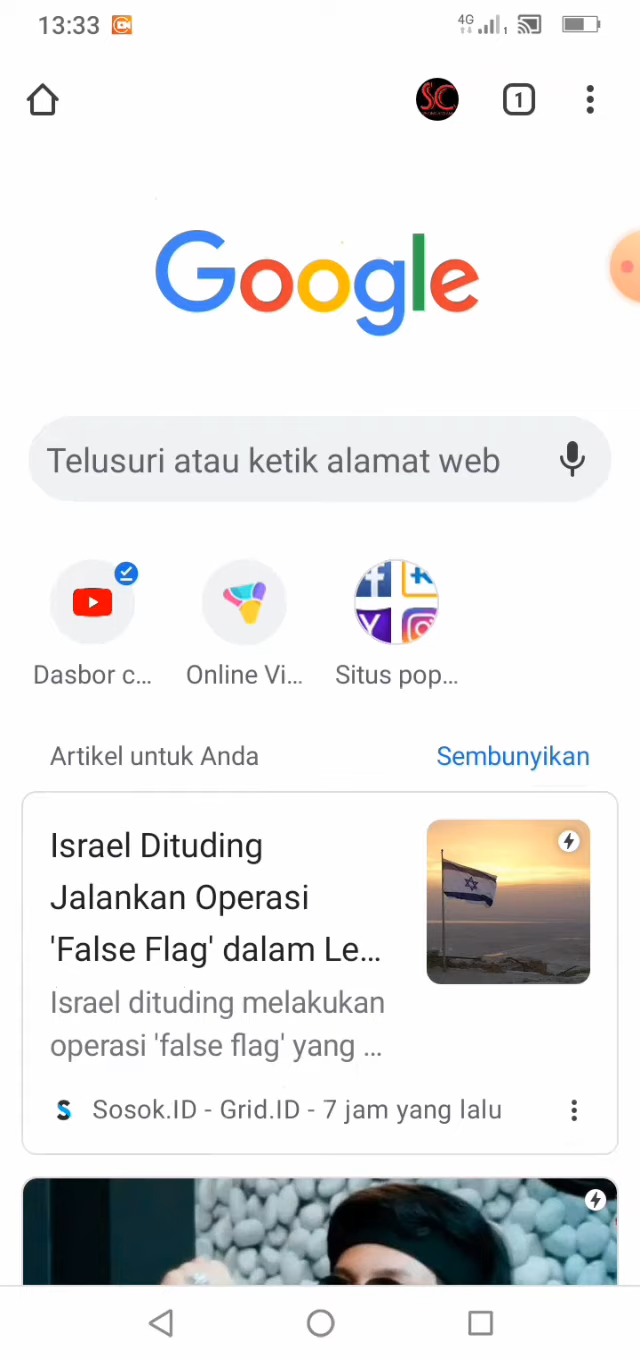 13:33
4G
1
SC
1
Google
Telusuri atau ketik alamat web
Dasbor c...
Online Vi...
Situs pop...
Artikel untuk Anda
Sembunyikan
Israel Dituding
Jalankan Operasi
'False Flag' dalam Le...
Israel dituding melakukan
operasi 'false flag' yang ...
Sosok.ID - Grid.ID - 7 jam yang lalu